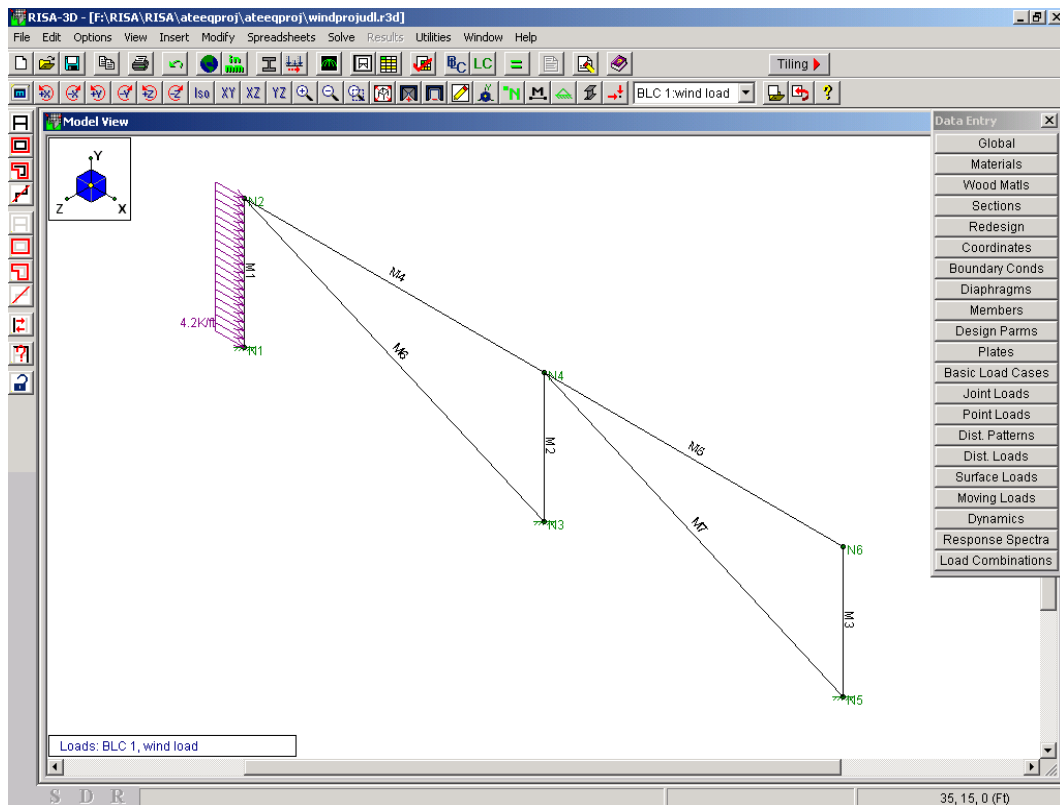 RISA-3D - [F:\RISA\RISA\ateeqproj\ateeqproj\windprojudl.r3d]
File Edit Options View Insert Modify Spreadsheets Solve Results Utilities Window Help
BC LC = Tiling
+X -X +Y -Y +Z -Z Iso XY XZ YZ N M BLC 1:wind load ?
Model View
Data Entry
Y
Z X
N2
M1
4.2K/ft
N1
M4
M6
N4
M2
N3
M5
M7
N6
M3
N5
Global
Materials
Wood Matls
Sections
Redesign
Coordinates
Boundary Conds
Diaphragms
Members
Design Parms
Plates
Basic Load Cases
Joint Loads
Point Loads
Dist. Patterns
Dist. Loads
Surface Loads
Moving Loads
Dynamics
Response Spectra
Load Combinations
Loads: BLC 1, wind load
S D R
35, 15, 0 (Ft)